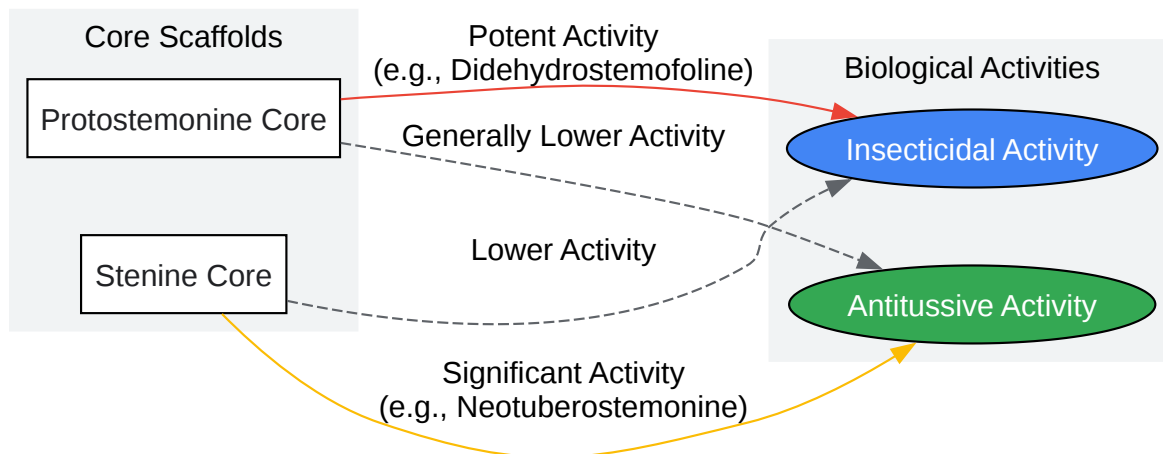 Core Scaffolds
Protostemonine Core
Stenine Core
Potent Activity
(e.g., Didehydrostemofoline)
Generally Lower Activity
Lower Activity
Significant Activity
(e.g., Neotuberostemonine)
Biological Activities
Insecticidal Activity
Antitussive Activity